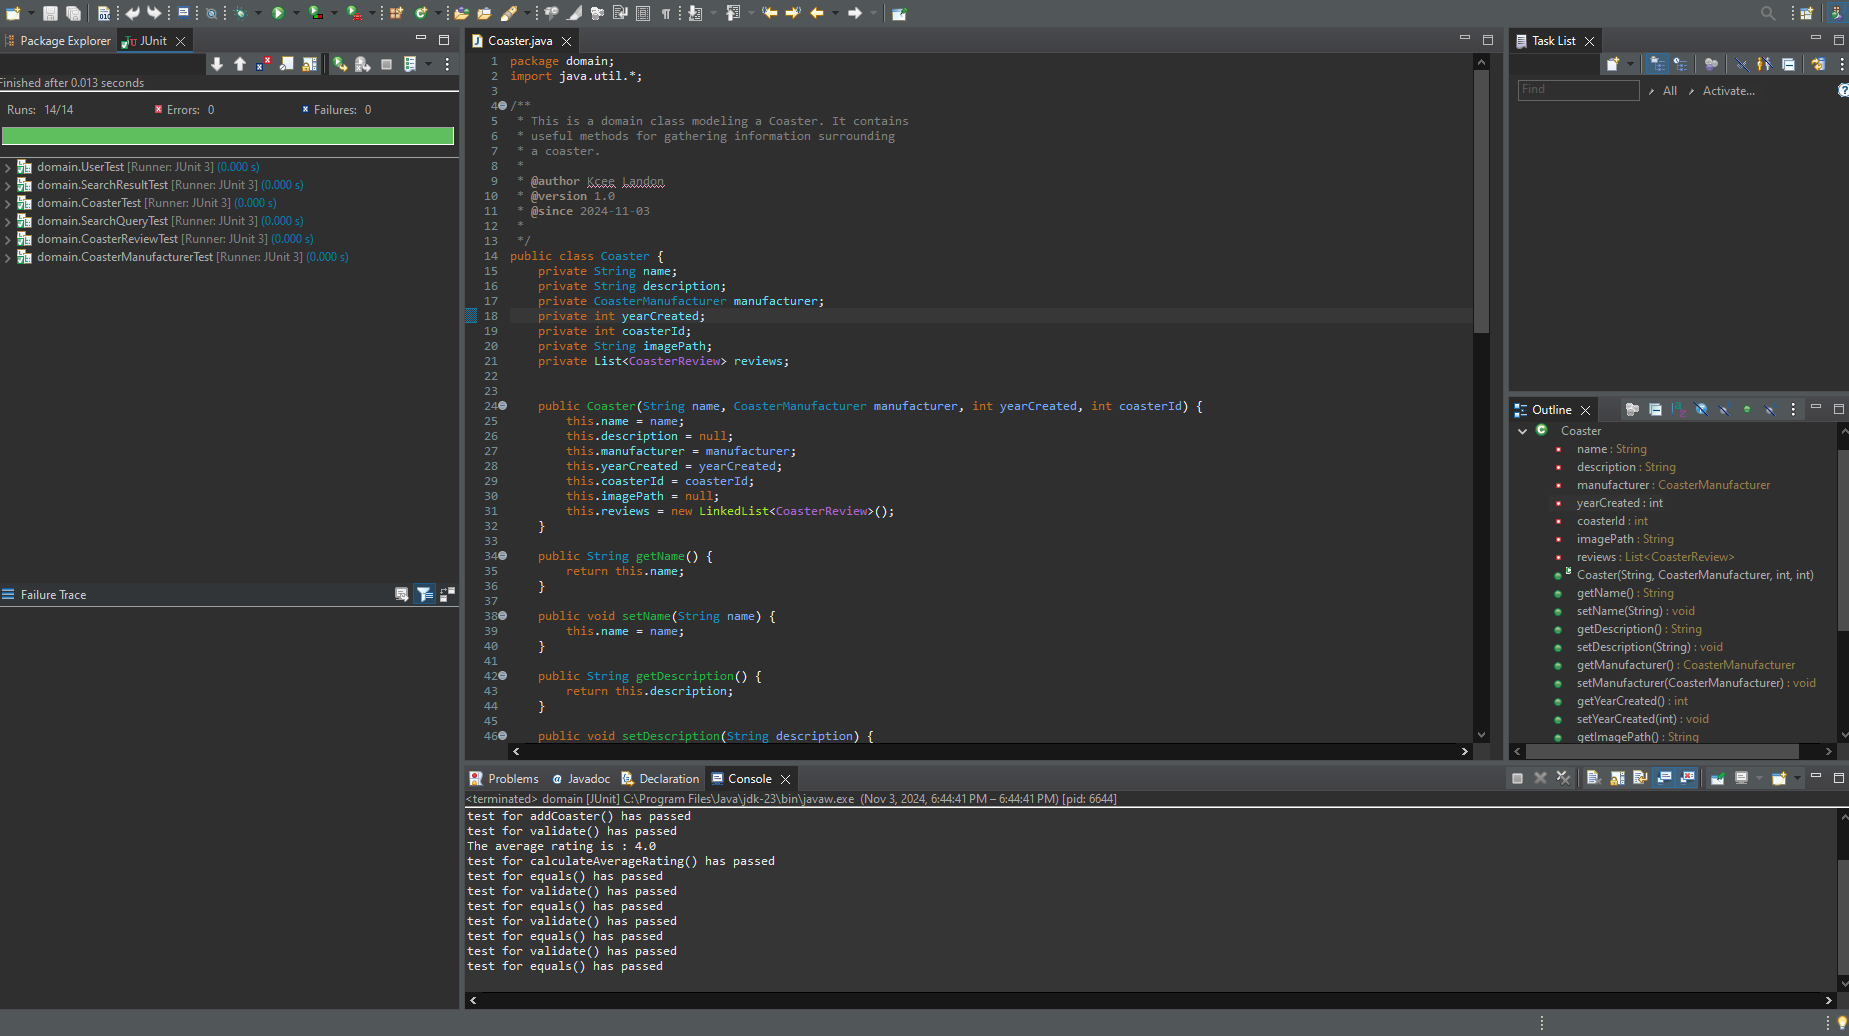 Package Explorer
JUnit
Finished after 0.013 seconds
Runs: 14/14
Errors: 0
Failures: 0
domain.UserTest [Runner: JUnit 3] (0.000 s)
domain.SearchResultTest [Runner: JUnit 3] (0.000 s)
domain.CoasterTest [Runner: JUnit 3] (0.000 s)
domain.SearchQueryTest [Runner: JUnit 3] (0.000 s)
domain.CoasterReviewTest [Runner: JUnit 3] (0.000 s)
domain.CoasterManufacturerTest [Runner: JUnit 3] (0.000 s)
Failure Trace
Coaster.java
1 package domain;
2 import java.util.*;
3
4 /**
5 * This is a domain class modeling a Coaster. It contains
6 * useful methods for gathering information surrounding
7 * a coaster.
8 *
9 * @author Kcee Landon
10 * @version 1.0
11 * @since 2024-11-03
12 *
13 */
14 public class Coaster {
15 private String name;
16 private String description;
17 private CoasterManufacturer manufacturer;
18 private int yearCreated;
19 private int coasterId;
20 private String imagePath;
21 private List<CoasterReview> reviews;
22
23
24 public Coaster(String name, CoasterManufacturer manufacturer, int yearCreated, int coasterId) {
25 this.name = name;
26 this.description = null;
27 this.manufacturer = manufacturer;
28 this.yearCreated = yearCreated;
29 this.coasterId = coasterId;
30 this.imagePath = null;
31 this.reviews = new LinkedList<CoasterReview>();
32 }
33
34 public String getName() {
35 return this.name;
36 }
37
38 public void setName(String name) {
39 this.name = name;
40 }
41
42 public String getDescription() {
43 return this.description;
44 }
45
46 public void setDescription(String description) {
Task List
Find
All
Activate...
Outline
Coaster
name : String
description : String
manufacturer : CoasterManufacturer
yearCreated : int
coasterId : int
imagePath : String
reviews : List<CoasterReview>
Coaster(String, CoasterManufacturer, int, int)
getName() : String
setName(String) : void
getDescription() : String
setDescription(String) : void
getManufacturer() : CoasterManufacturer
setManufacturer(CoasterManufacturer) : void
getYearCreated() : int
setYearCreated(int) : void
getImagePath() : String
Problems
Javadoc
Declaration
Console
<terminated> domain [JUnit] C:\Program Files\Java\jdk-23\bin\javaw.exe (Nov 3, 2024, 6:44:41 PM – 6:44:41 PM) [pid: 6644]
test for addCoaster() has passed
test for validate() has passed
The average rating is : 4.0
test for calculateAverageRating() has passed
test for equals() has passed
test for validate() has passed
test for equals() has passed
test for validate() has passed
test for equals() has passed
test for validate() has passed
test for equals() has passed